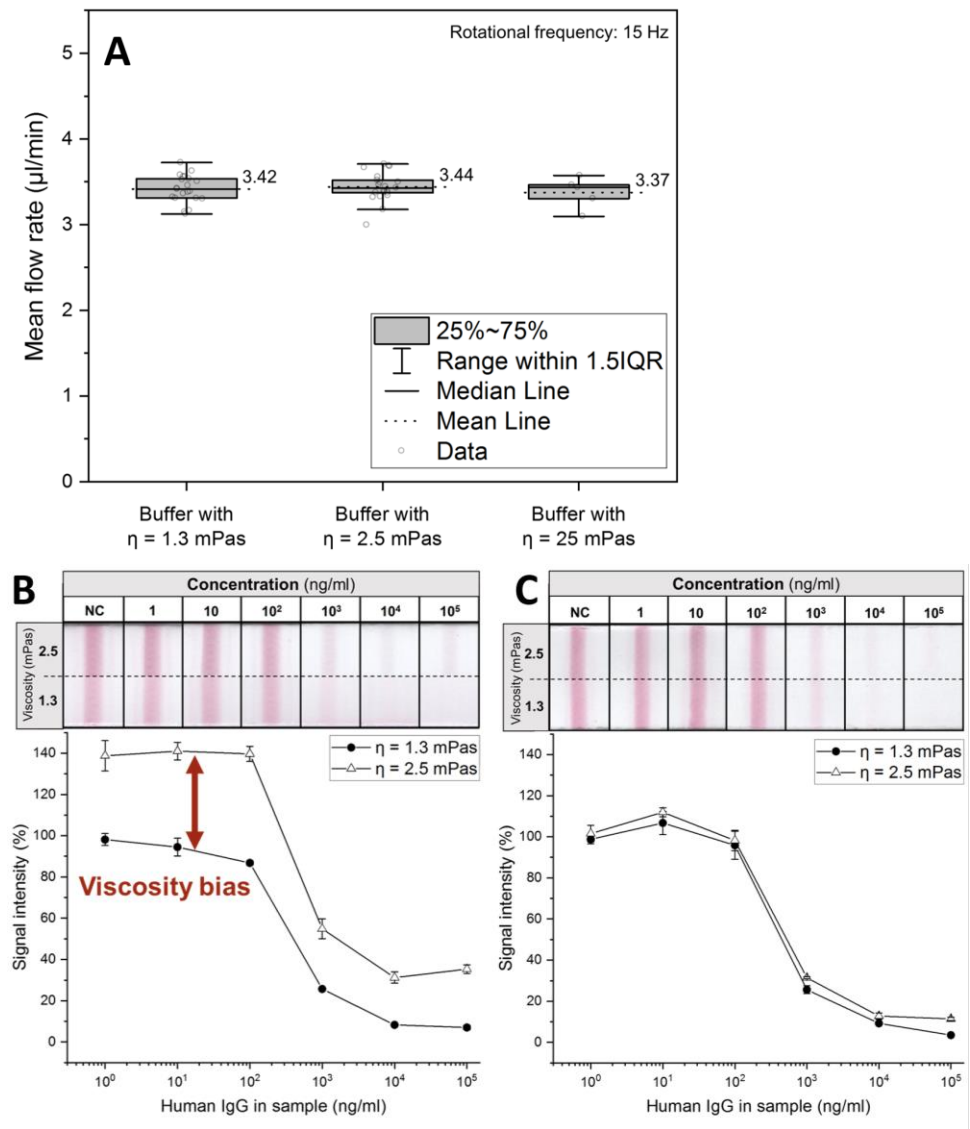 A
Rotational frequency: 15 Hz
Mean flow rate (µl/min)
5
4
3
2
1
0
3.42
3.44
3.37
25%~75%
Range within 1.5IQR
Median Line
Mean Line
Data
Buffer with
η = 1.3 mPas
Buffer with
η = 2.5 mPas
Buffer with
η = 25 mPas
B
Concentration (ng/ml)
NC 1 10 10² 10³ 10⁴ 10⁵
Viscosity (mPas)
2.5
1.3
η = 1.3 mPas
η = 2.5 mPas
Signal intensity (%)
140
120
100
80
60
40
20
0
Viscosity bias
10⁰ 10¹ 10² 10³ 10⁴ 10⁵
Human IgG in sample (ng/ml)
C
Concentration (ng/ml)
NC 1 10 10² 10³ 10⁴ 10⁵
Viscosity (mPas)
2.5
1.3
η = 1.3 mPas
η = 2.5 mPas
Signal intensity (%)
140
120
100
80
60
40
20
0
10⁰ 10¹ 10² 10³ 10⁴ 10⁵
Human IgG in sample (ng/ml)